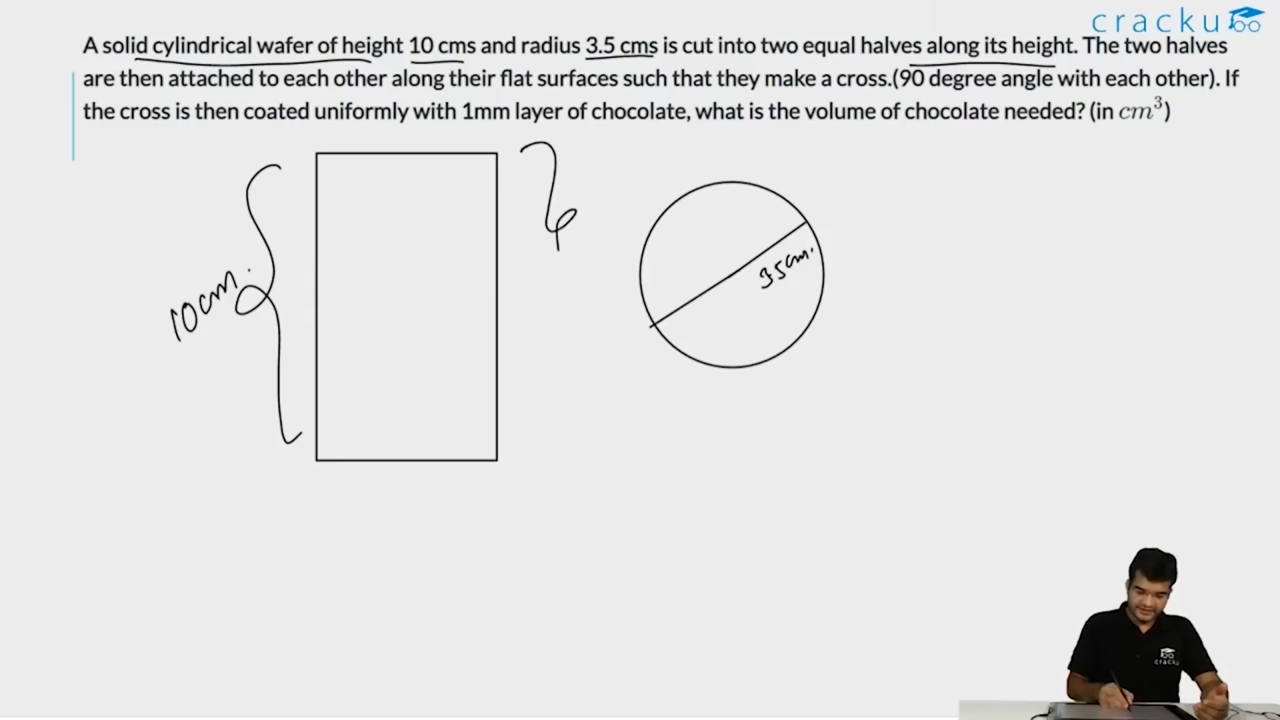 cracku
A solid cylindrical wafer of height 10 cms and radius 3.5 cms is cut into two equal halves along its height. The two halves
are then attached to each other along their flat surfaces such that they make a cross.(90 degree angle with each other). If
the cross is then coated uniformly with 1mm layer of chocolate, what is the volume of chocolate needed? (in cm³)
10cm.
3.5cm.
cracku